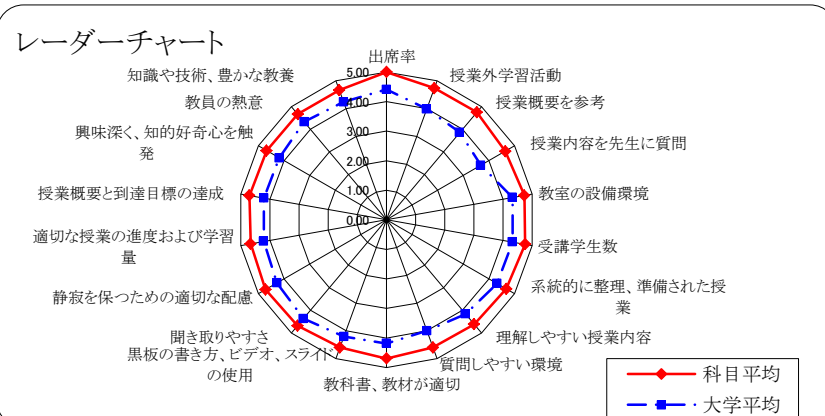 レーダーチャート
出席率
授業外学習活動
授業概要を参考
授業内容を先生に質問
教室の設備環境
受講学生数
系統的に整理、準備された授
業
理解しやすい授業内容
質問しやすい環境
教科書、教材が適切
黒板の書き方、ビデオ、スライド
の使用
聞き取りやすさ
静寂を保つための適切な配慮
適切な授業の進度および学習
量
授業概要と到達目標の達成
興味深く、知的好奇心を触
発
教員の熱意
知識や技術、豊かな教養
5.00
4.00
3.00
2.00
1.00
0.00
科目平均
大学平均